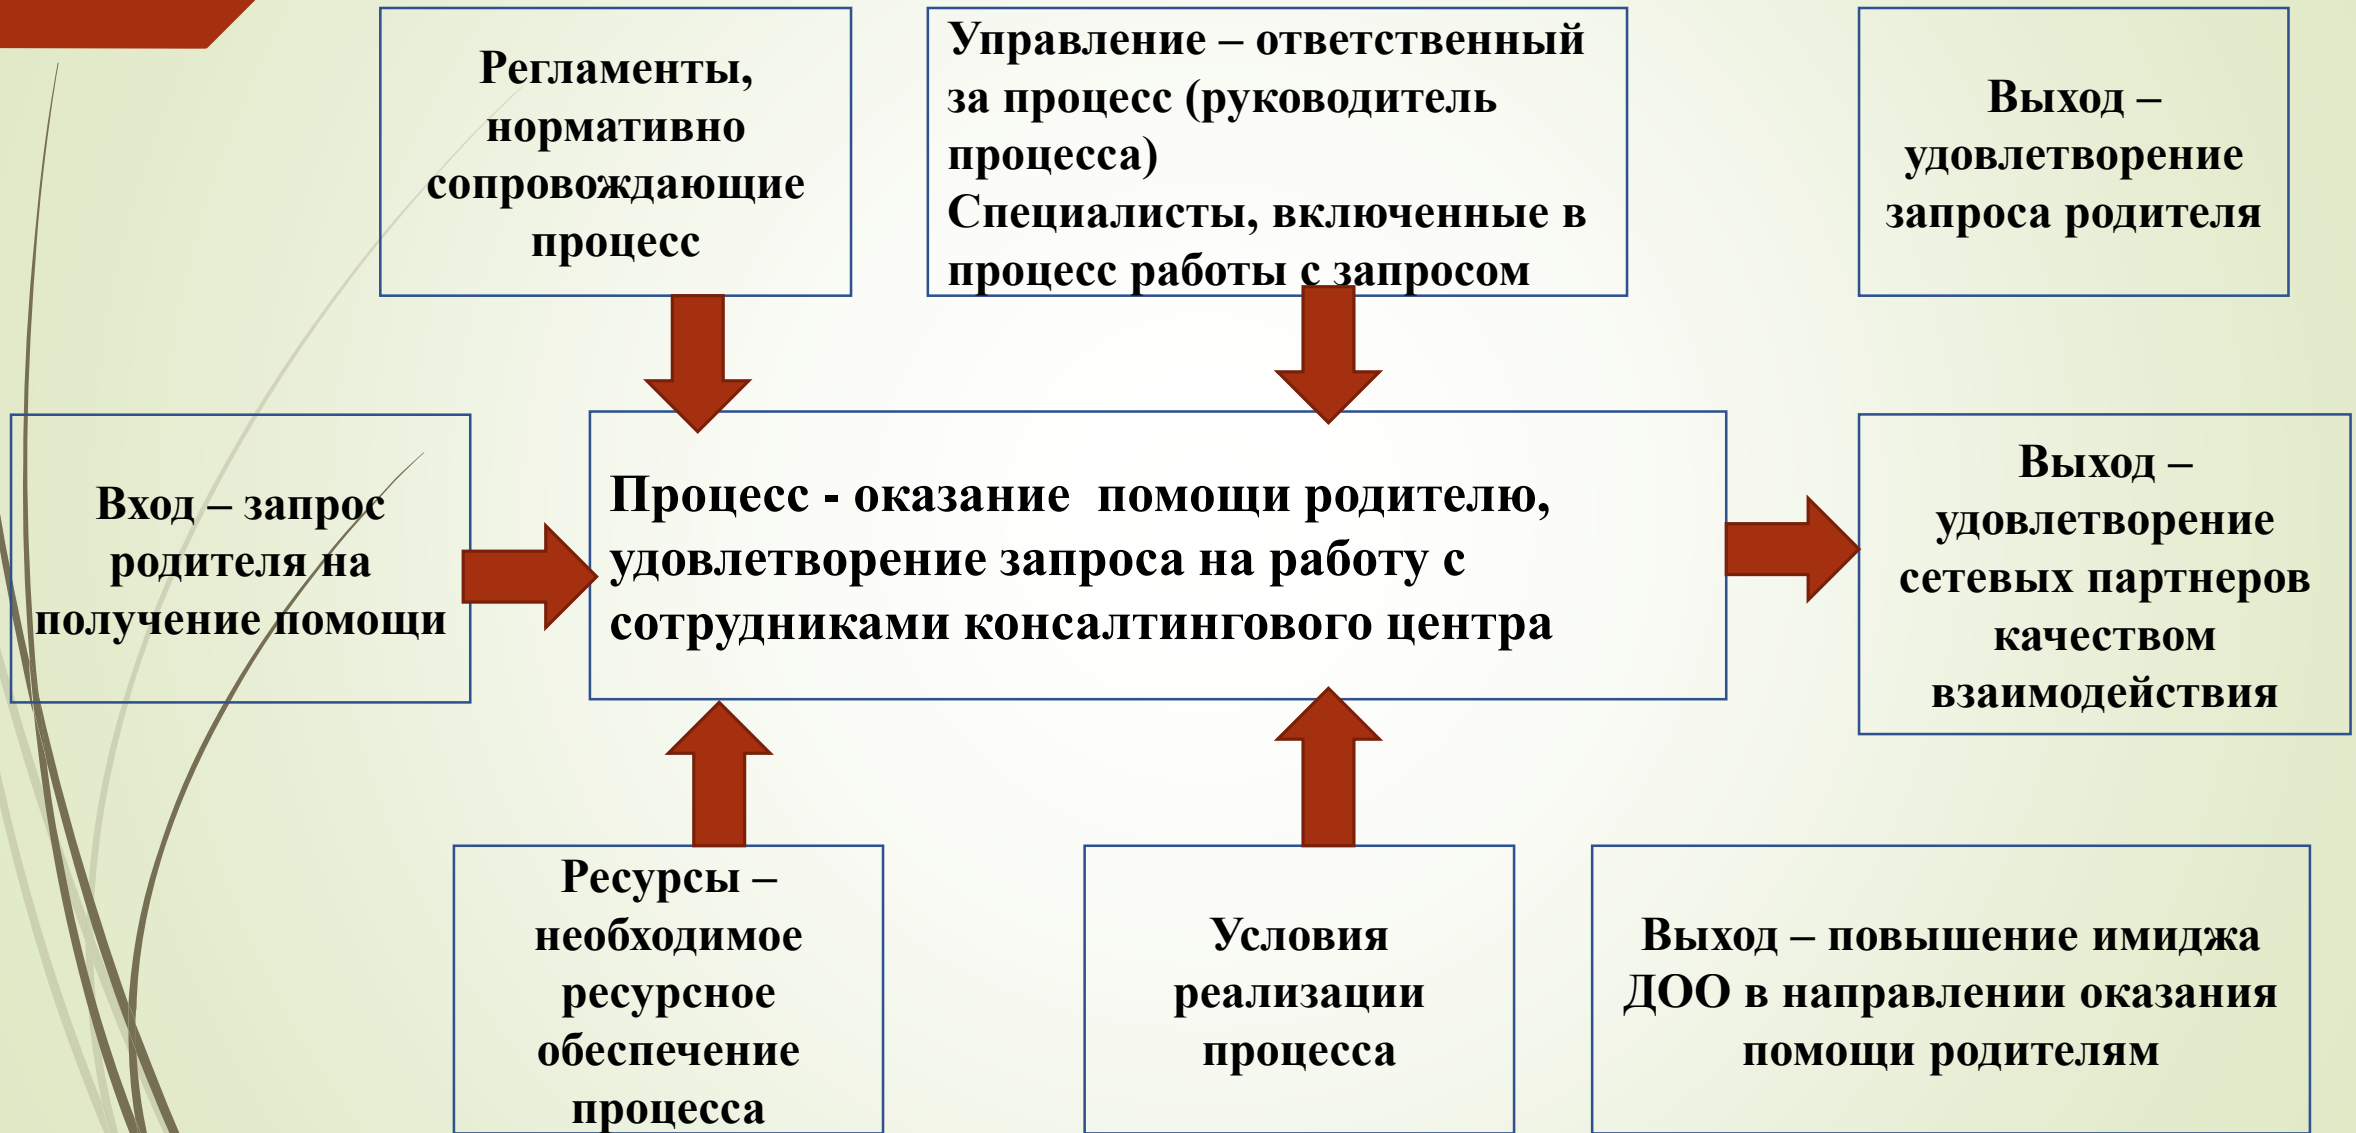 Регламенты,
нормативно
сопровождающие
процесс
Управление – ответственный
за процесс (руководитель
процесса)
Специалисты, включенные в
процесс работы с запросом
Выход –
удовлетворение
запроса родителя
Вход – запрос
родителя на
получение помощи
Процесс - оказание  помощи родителю,
удовлетворение запроса на работу с
сотрудниками консалтингового центра
Выход –
удовлетворение
сетевых партнеров
качеством
взаимодействия
Ресурсы –
необходимое
ресурсное
обеспечение
процесса
Условия
реализации
процесса
Выход – повышение имиджа
ДОО в направлении оказания
помощи родителям